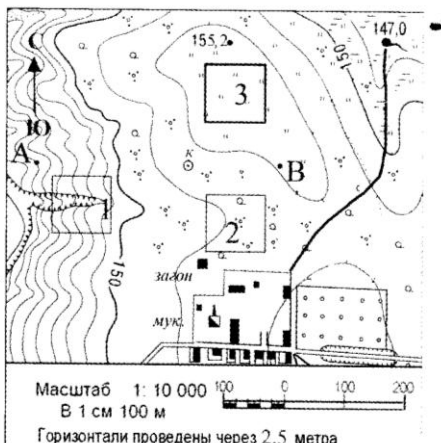 С
155,2
147,0
150
3
Ю
А
к
В
1
2
150
загон
мук.
Масштаб 1: 10 000
В 1 см 100 м
100 0 100 200
Горизонтали проведены через 2,5 метра